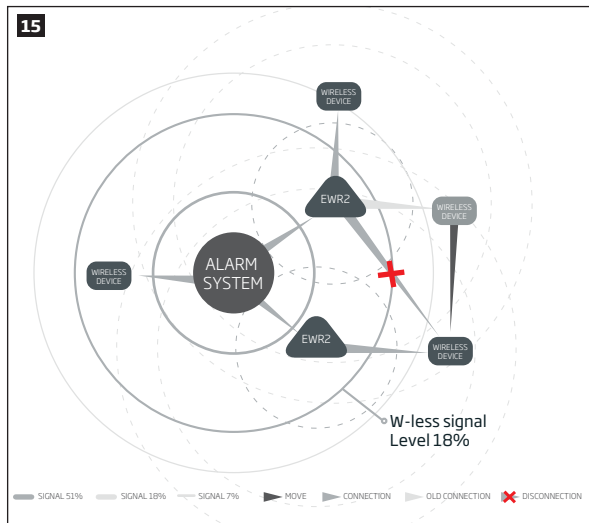 15
WIRELESS
DEVICE
EWR2
WIRELESS
DEVICE
ALARM
SYSTEM
WIRELESS
DEVICE
EWR2
WIRELESS
DEVICE
W-less signal
Level 18%
SIGNAL 51% SIGNAL 18% SIGNAL 7% MOVE CONNECTION OLD CONNECTION DISCONNECTION